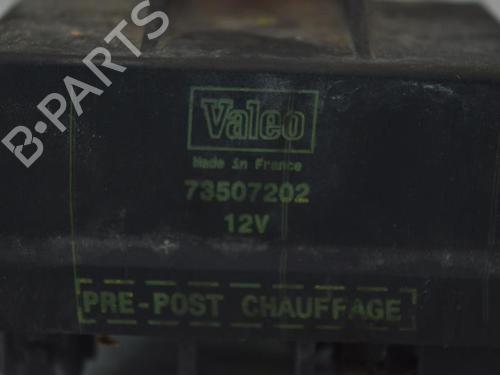 B-PARTS
Valeo
Made in France
73507202
12V
PRE-POST CHAUFFAGE